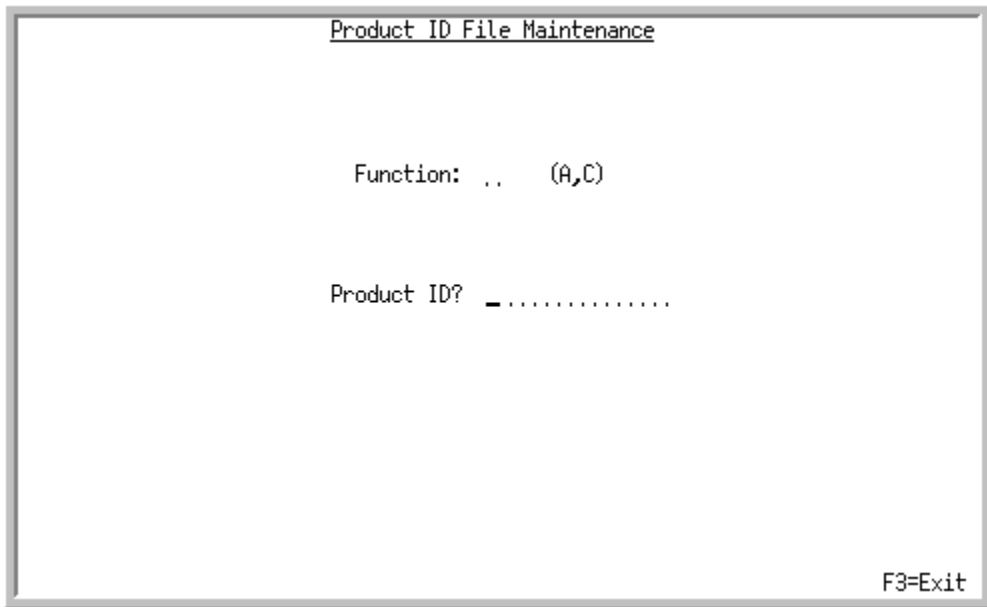 Product ID File Maintenance
Function: .. (A,C)
Product ID? _..............
F3=Exit